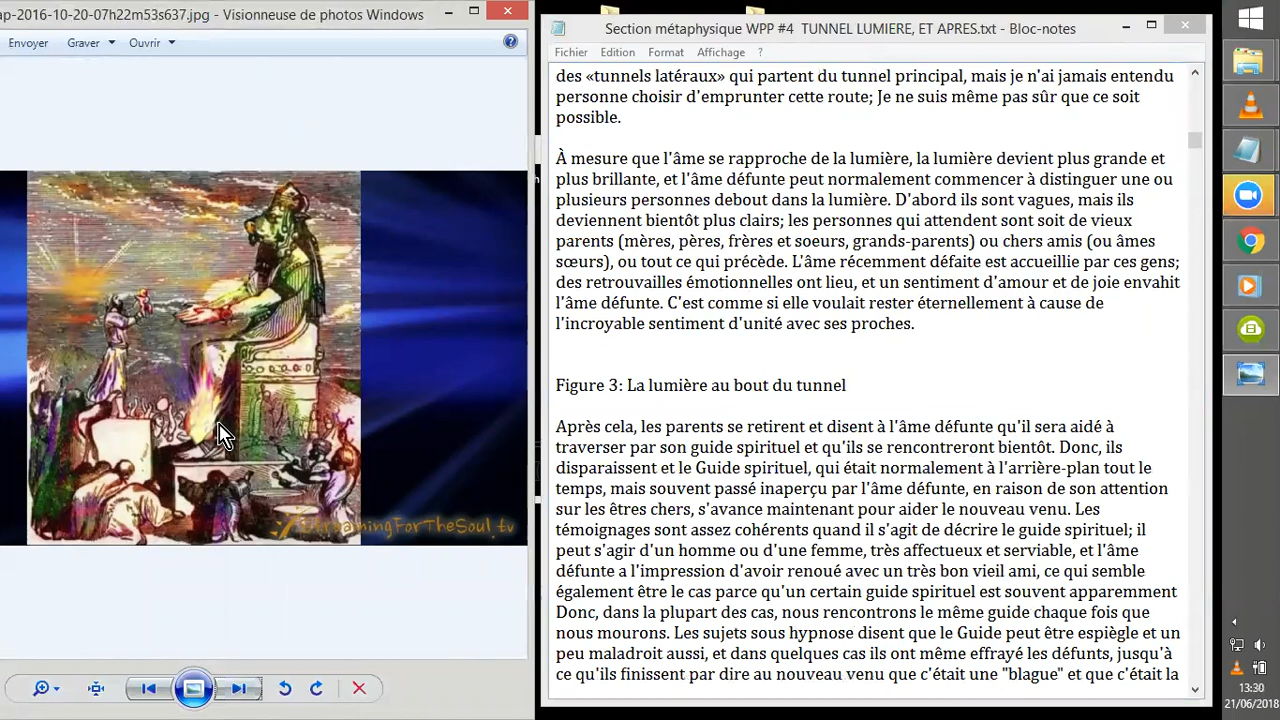 ap-2016-10-20-07h22m53s637.jpg - Visionneuse de photos Windows
Envoyer Graver Ouvrir
StreamingForTheSoul.tv
Section métaphysique WPP #4 TUNNEL LUMIERE, ET APRES.txt - Bloc-notes
Fichier Edition Format Affichage ?
des «tunnels latéraux» qui partent du tunnel principal, mais je n'ai jamais entendu
personne choisir d'emprunter cette route; Je ne suis même pas sûr que ce soit
possible.
À mesure que l'âme se rapproche de la lumière, la lumière devient plus grande et
plus brillante, et l'âme défunte peut normalement commencer à distinguer une ou
plusieurs personnes debout dans la lumière. D'abord ils sont vagues, mais ils
deviennent bientôt plus clairs; les personnes qui attendent sont soit de vieux
parents (mères, pères, frères et soeurs, grands-parents) ou chers amis (ou âmes
sœurs), ou tout ce qui précède. L'âme récemment défaite est accueillie par ces gens;
des retrouvailles émotionnelles ont lieu, et un sentiment d'amour et de joie envahit
l'âme défunte. C'est comme si elle voulait rester éternellement à cause de
l'incroyable sentiment d'unité avec ses proches.
Figure 3: La lumière au bout du tunnel
Après cela, les parents se retirent et disent à l'âme défunte qu'il sera aidé à
traverser par son guide spirituel et qu'ils se rencontreront bientôt. Donc, ils
disparaissent et le Guide spirituel, qui était normalement à l'arrière-plan tout le
temps, mais souvent passé inaperçu par l'âme défunte, en raison de son attention
sur les êtres chers, s'avance maintenant pour aider le nouveau venu. Les
témoignages sont assez cohérents quand il s'agit de décrire le guide spirituel; il
peut s'agir d'un homme ou d'une femme, très affectueux et serviable, et l'âme
défunte a l'impression d'avoir renoué avec un très bon vieil ami, ce qui semble
également être le cas parce qu'un certain guide spirituel est souvent apparemment
Donc, dans la plupart des cas, nous rencontrons le même guide chaque fois que
nous mourons. Les sujets sous hypnose disent que le Guide peut être espiègle et un
peu maladroit aussi, et dans quelques cas ils ont même effrayé les défunts, jusqu'à
ce qu'ils finissent par dire au nouveau venu que c'était une "blague" et que c'était la
13:30
21/06/2018